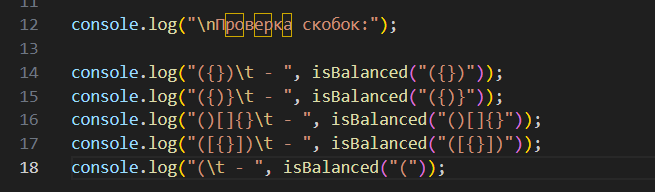 11
12 console.log("\nПроверка скобок:");
13
14 console.log("({})\t - ", isBalanced("({})"));
15 console.log("({)}\t - ", isBalanced("({)}"));
16 console.log("()[]{}\t - ", isBalanced("()[]{}"));
17 console.log("([{}])\t - ", isBalanced("([{}])"));
18 console.log("(\t - ", isBalanced("("));